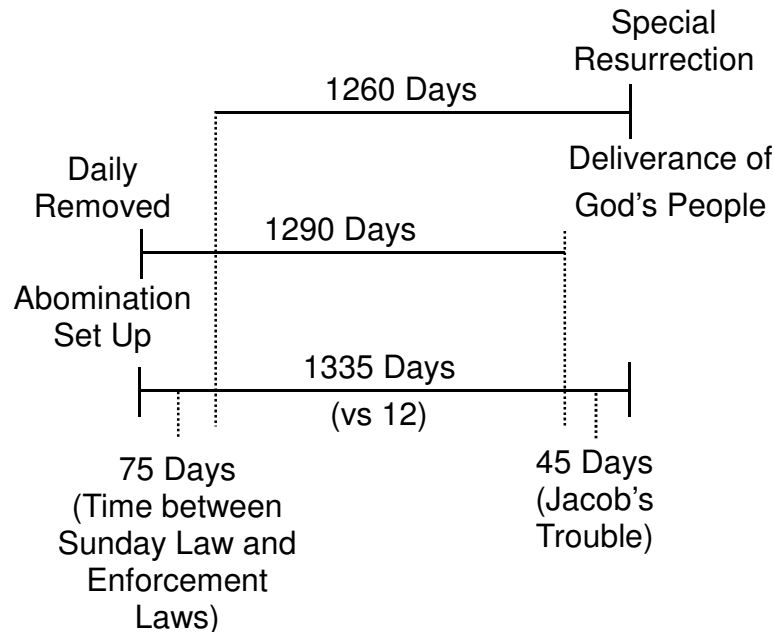 Special
Resurrection
1260 Days
Deliverance of
God's People
Daily
Removed
1290 Days
Abomination
Set Up
1335 Days
(vs 12)
75 Days
(Time between
Sunday Law and
Enforcement
Laws)
45 Days
(Jacob's
Trouble)